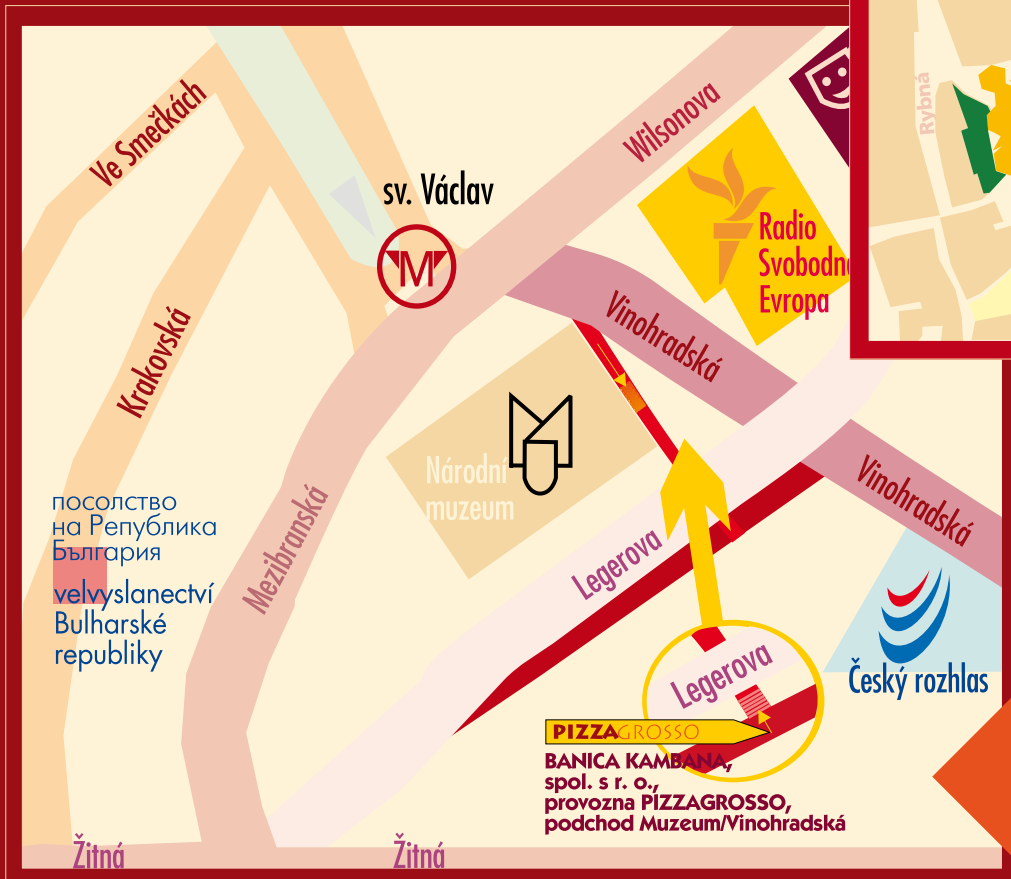 Rybná
Ve Smečkách
Wilsonova
sv. Václav
M
Radio
Svobodná
Evropa
Vinohradská
Krakovská
Národní
muzeum
Vinohradská
посолство
на Република
България
velvyslanectví
Bulharské
republiky
Mezibranská
Legerova
Legerova
Český rozhlas
PIZZAGROSSO
BANICA KAMBANA,
spol. s r. o.,
provozna PIZZAGROSSO,
podchod Muzeum/Vinohradská
Žitná
Žitná